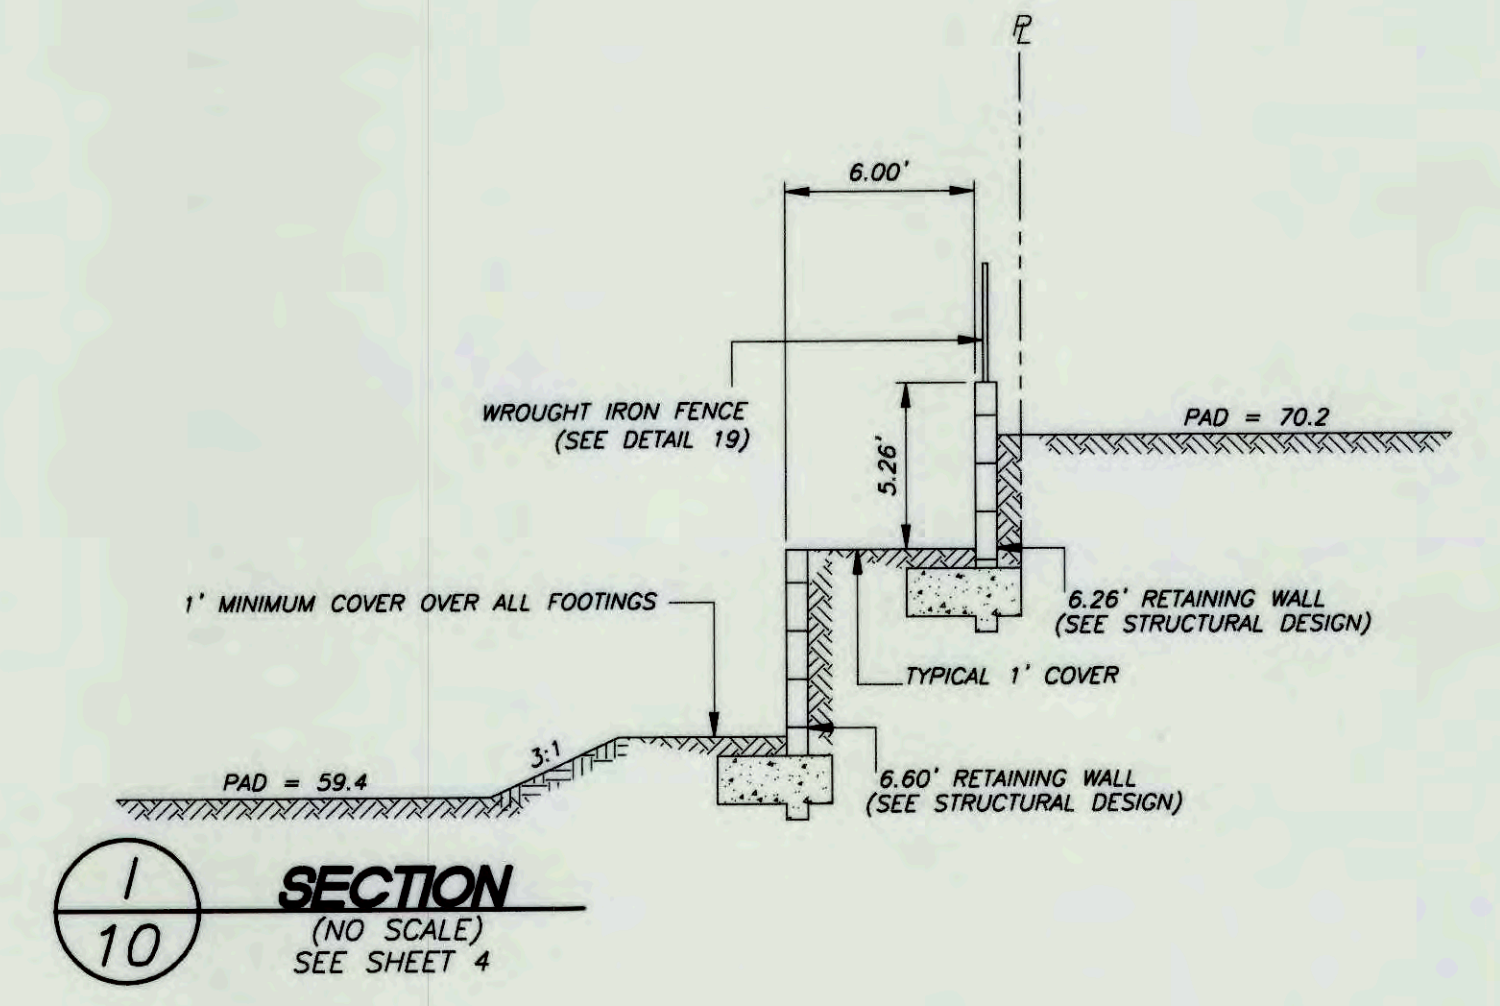 PL
6.00'
WROUGHT IRON FENCE
(SEE DETAIL 19)
5.26'
PAD = 70.2
1' MINIMUM COVER OVER ALL FOOTINGS
6.26' RETAINING WALL
(SEE STRUCTURAL DESIGN)
TYPICAL 1' COVER
3:1
PAD = 59.4
6.60' RETAINING WALL
(SEE STRUCTURAL DESIGN)
1
10
SECTION
(NO SCALE)
SEE SHEET 4